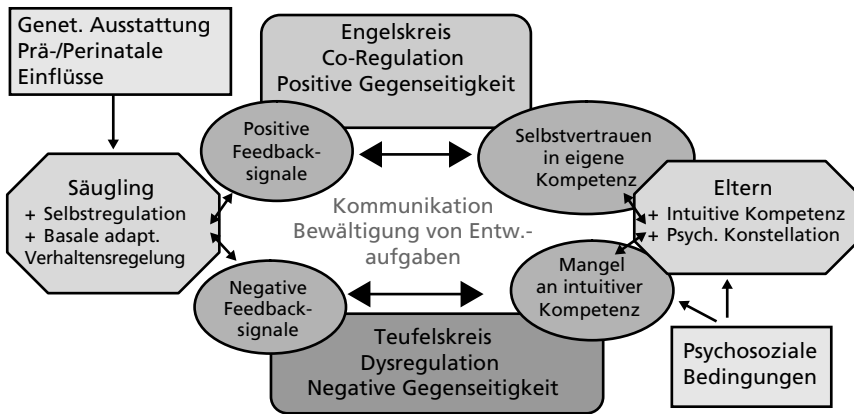 Genet. Ausstattung
Prä-/Perinatale
Einflüsse
Engelskreis
Co-Regulation
Positive Gegenseitigkeit
Positive
Feedback-
signale
Selbstvertrauen
in eigene
Kompetenz
Säugling
+ Selbstregulation
+ Basale adapt.
Verhaltensregelung
Kommunikation
Bewältigung von Entw.-
aufgaben
Eltern
+ Intuitive Kompetenz
+ Psych. Konstellation
Negative
Feedback-
signale
Mangel
an intuitiver
Kompetenz
Teufelskreis
Dysregulation
Negative Gegenseitigkeit
Psychosoziale
Bedingungen